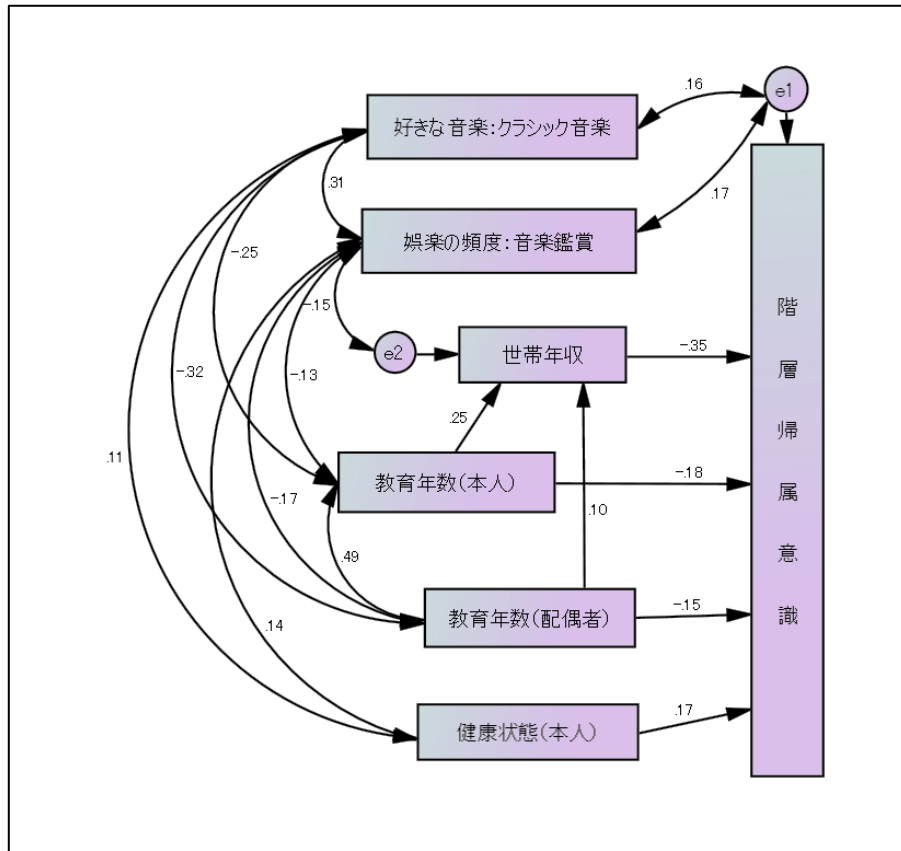 e1
.16
好きな音楽:クラシック音楽
.31
.17
娯楽の頻度:音楽鑑賞
-.25
-.15
e2
世帯年収
-.35
-.32
-.13
.25
.11
教育年数(本人)
-.18
-.17
.10
.49
教育年数(配偶者)
-.15
.14
健康状態(本人)
.17
階層帰属意識